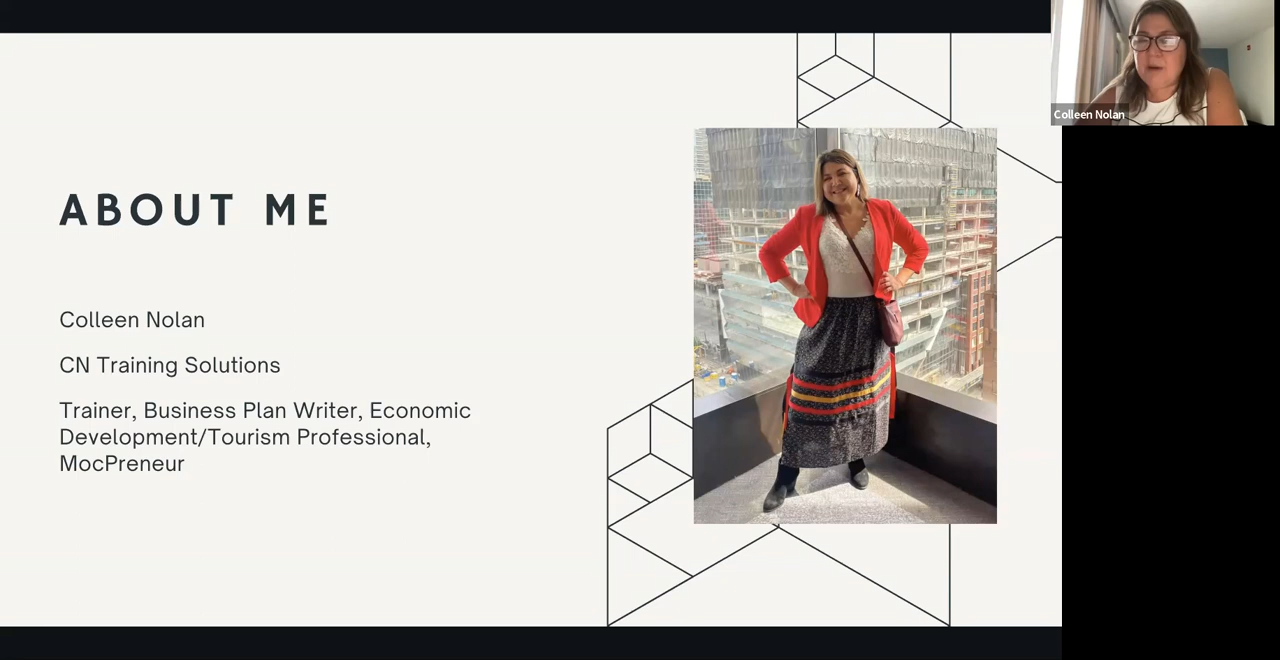 Colleen Nolan
ABOUT ME
Colleen Nolan
CN Training Solutions
Trainer, Business Plan Writer, Economic
Development/Tourism Professional,
MocPreneur